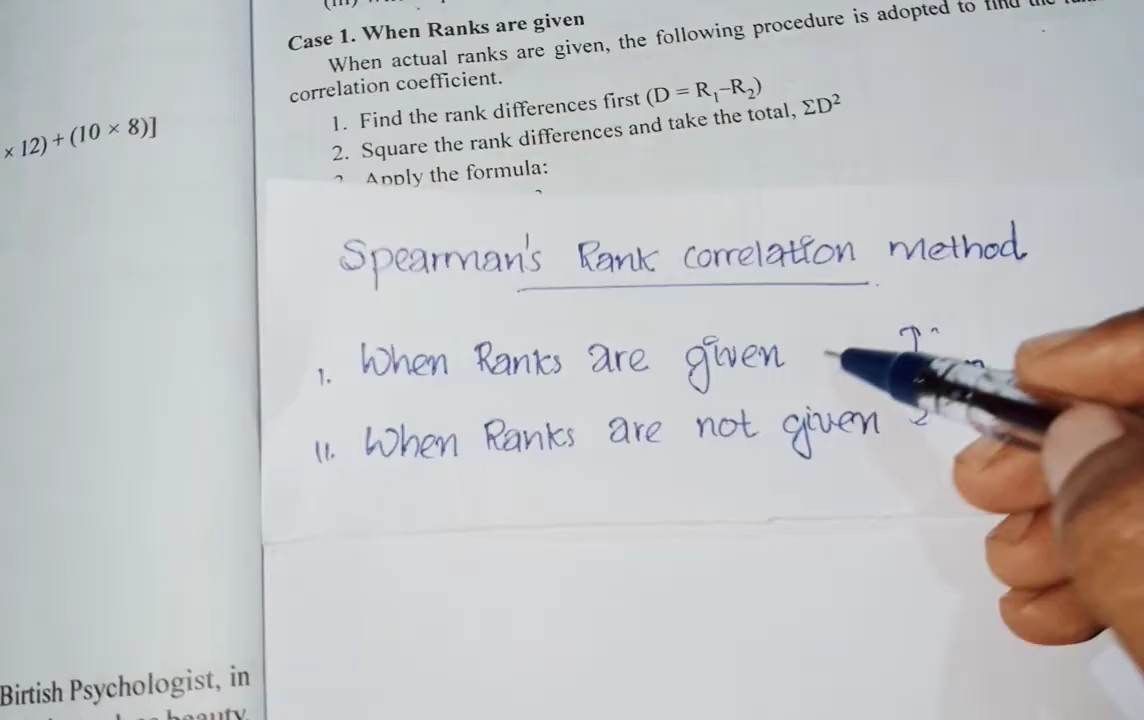 × 12) + (10 × 8)]
Case 1. When Ranks are given
When actual ranks are given, the following procedure is adopted to find the
correlation coefficient.
1. Find the rank differences first (D = R₁–R₂)
2. Square the rank differences and take the total, ΣD²
Apply the formula:
Spearman's Rank correlation method
I. When Ranks are given
II. When Ranks are not given
Birtish Psychologist, in
beauty,